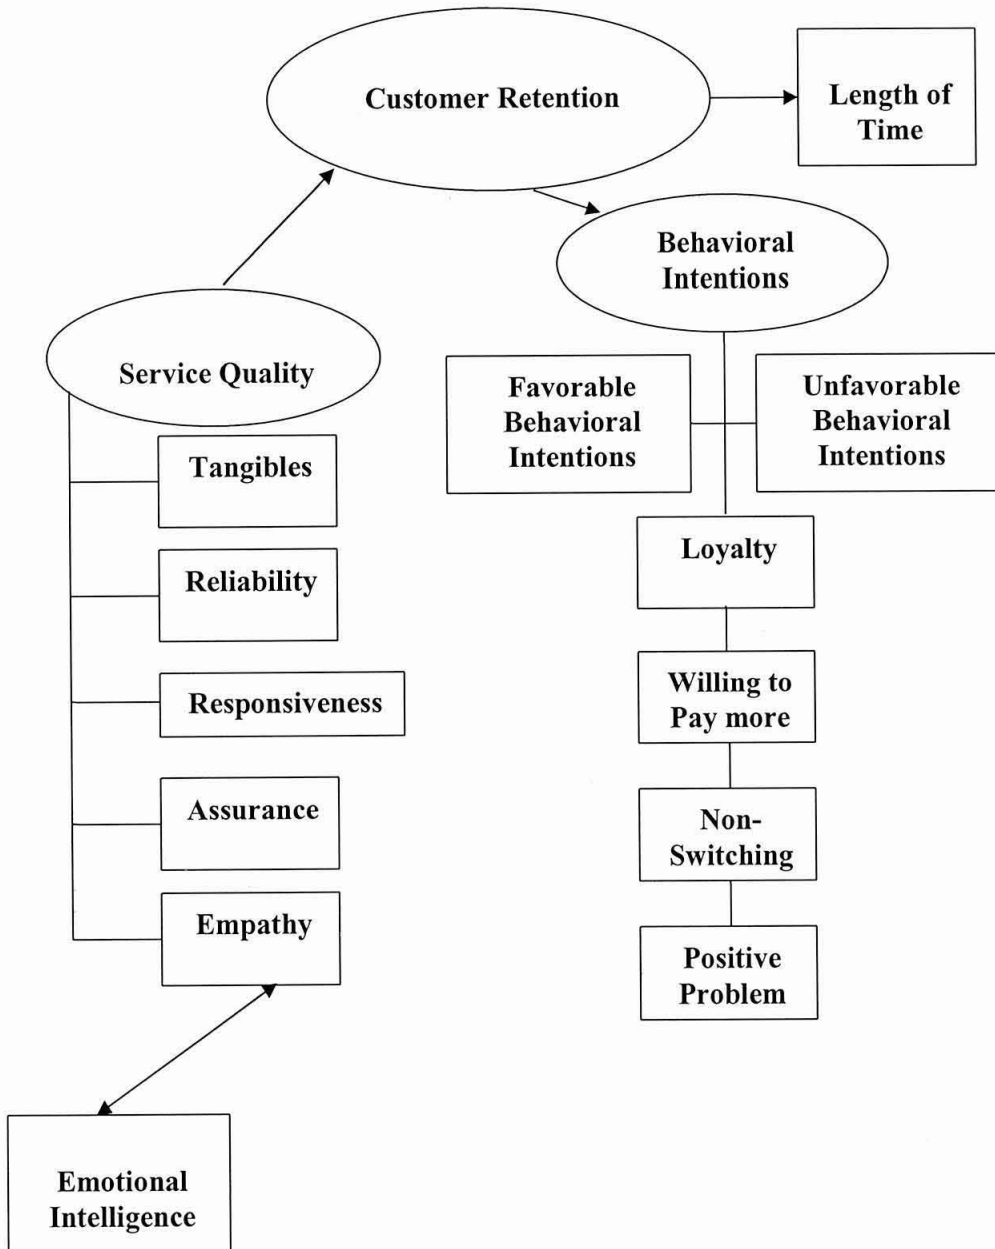 Customer Retention
Length of
Time
Behavioral
Intentions
Service Quality
Favorable
Behavioral
Intentions
Unfavorable
Behavioral
Intentions
Tangibles
Reliability
Responsiveness
Assurance
Empathy
Loyalty
Willing to
Pay more
Non-
Switching
Positive
Problem
Emotional
Intelligence